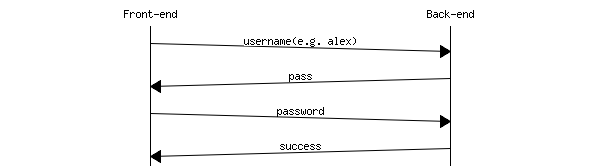 Front-end
Back-end
username(e.g. alex)
pass
password
success